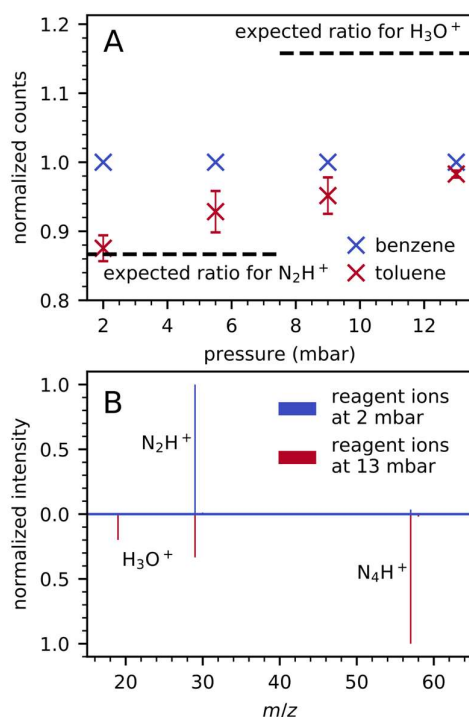 A
expected ratio for H₃O⁺
1.2
1.1
1.0
0.9
0.8
normalized counts
benzene
toluene
expected ratio for N₂H⁺
2 4 6 8 10 12
pressure (mbar)
B
reagent ions
at 2 mbar
reagent ions
at 13 mbar
1.0
0.5
0.0
0.5
1.0
normalized intensity
N₂H⁺
H₃O⁺
N₄H⁺
20 30 40 50 60
m/z